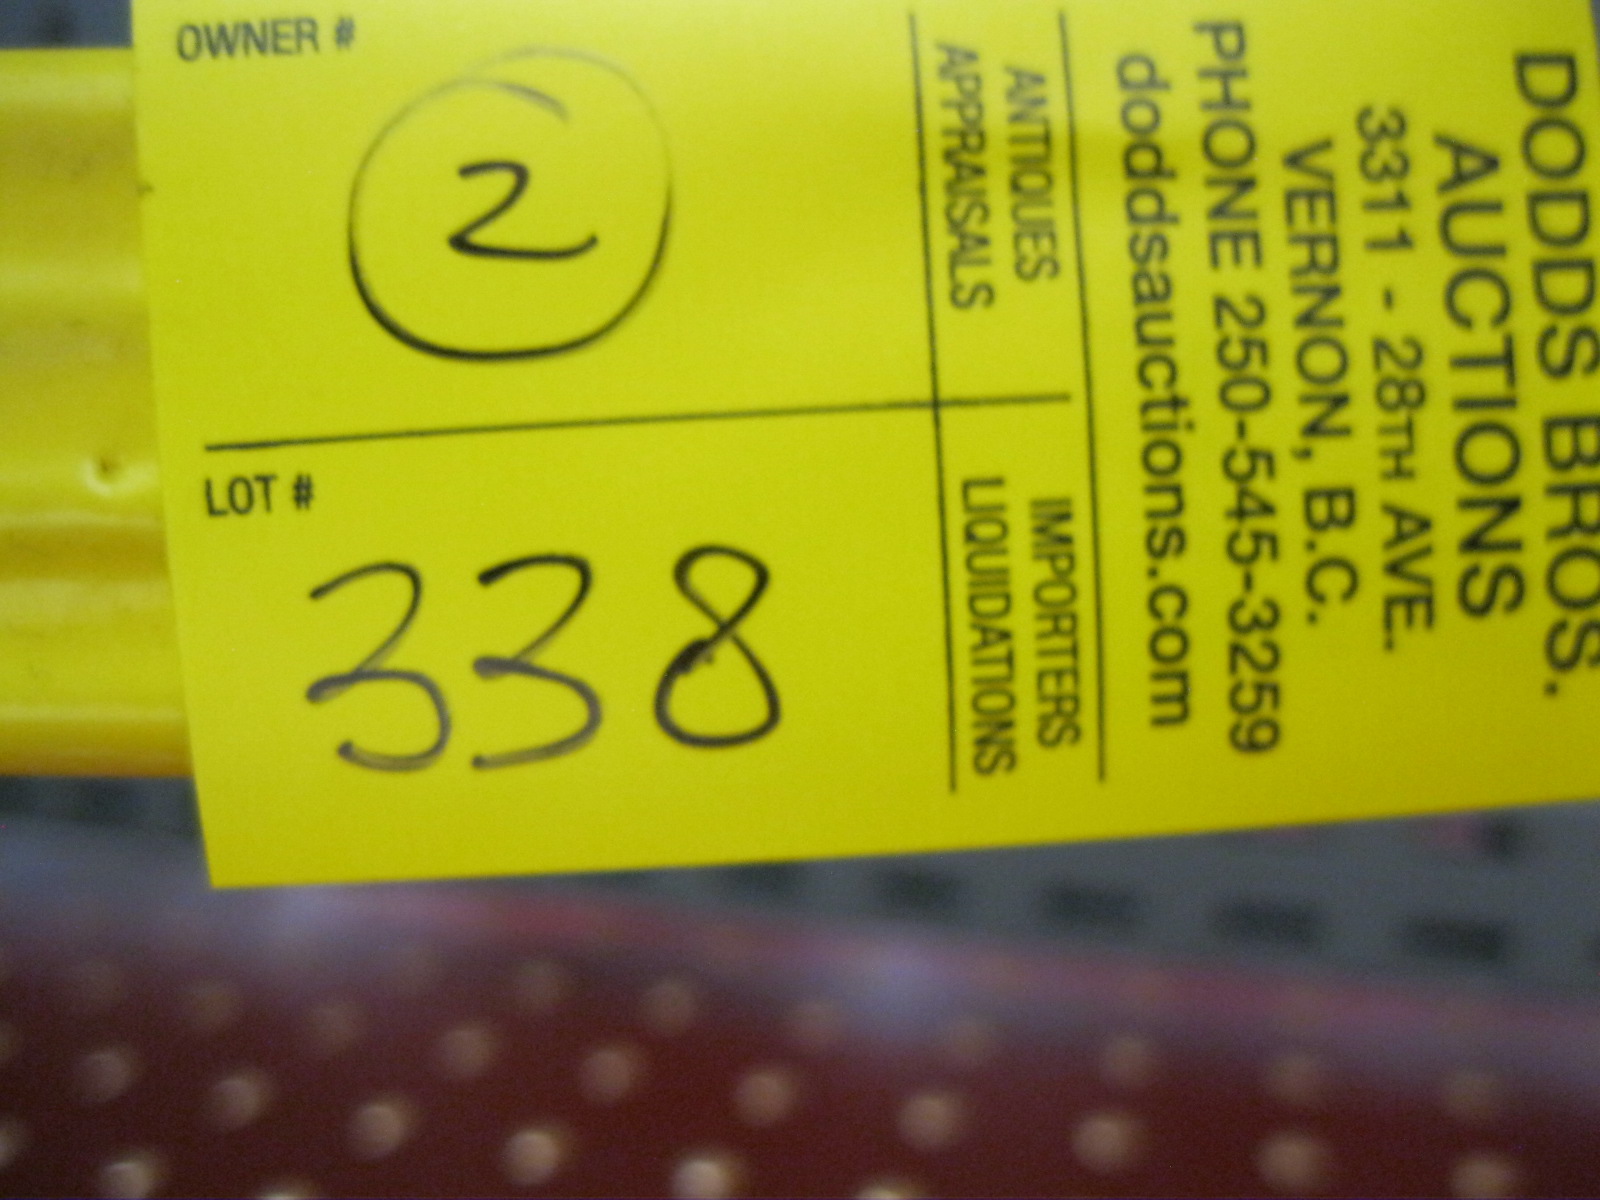 DODDS BROS.
AUCTIONS
3311 - 28TH AVE.
VERNON, B.C.
PHONE 250-545-3259
doddsauctions.com
ANTIQUES
APPRAISALS
IMPORTERS
LIQUIDATIONS
OWNER #
2
LOT #
338